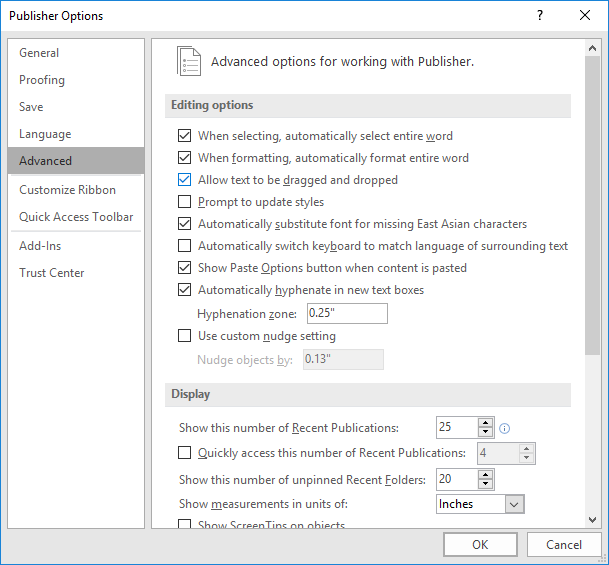 Publisher Options
?
General
Proofing
Save
Language
Advanced
Customize Ribbon
Quick Access Toolbar
Add-Ins
Trust Center
Advanced options for working with Publisher.
Editing options
When selecting, automatically select entire word
When formatting, automatically format entire word
Allow text to be dragged and dropped
Prompt to update styles
Automatically substitute font for missing East Asian characters
Automatically switch keyboard to match language of surrounding text
Show Paste Options button when content is pasted
Automatically hyphenate in new text boxes
Hyphenation zone: 0.25"
Use custom nudge setting
Nudge objects by: 0.13"
Display
Show this number of Recent Publications: 25
Quickly access this number of Recent Publications: 4
Show this number of unpinned Recent Folders: 20
Show measurements in units of: Inches
Show ScreenTips on objects
OK Cancel